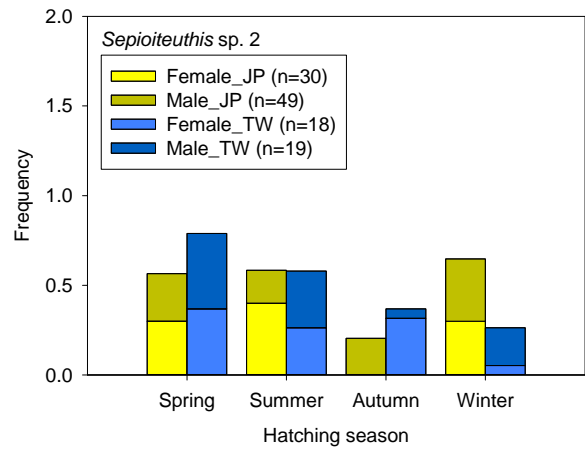 2.0
1.5
1.0
0.5
0.0
Frequency
Sepioiteuthis sp. 2
Female_JP (n=30)
Male_JP (n=49)
Female_TW (n=18)
Male_TW (n=19)
Spring
Summer
Autumn
Winter
Hatching season